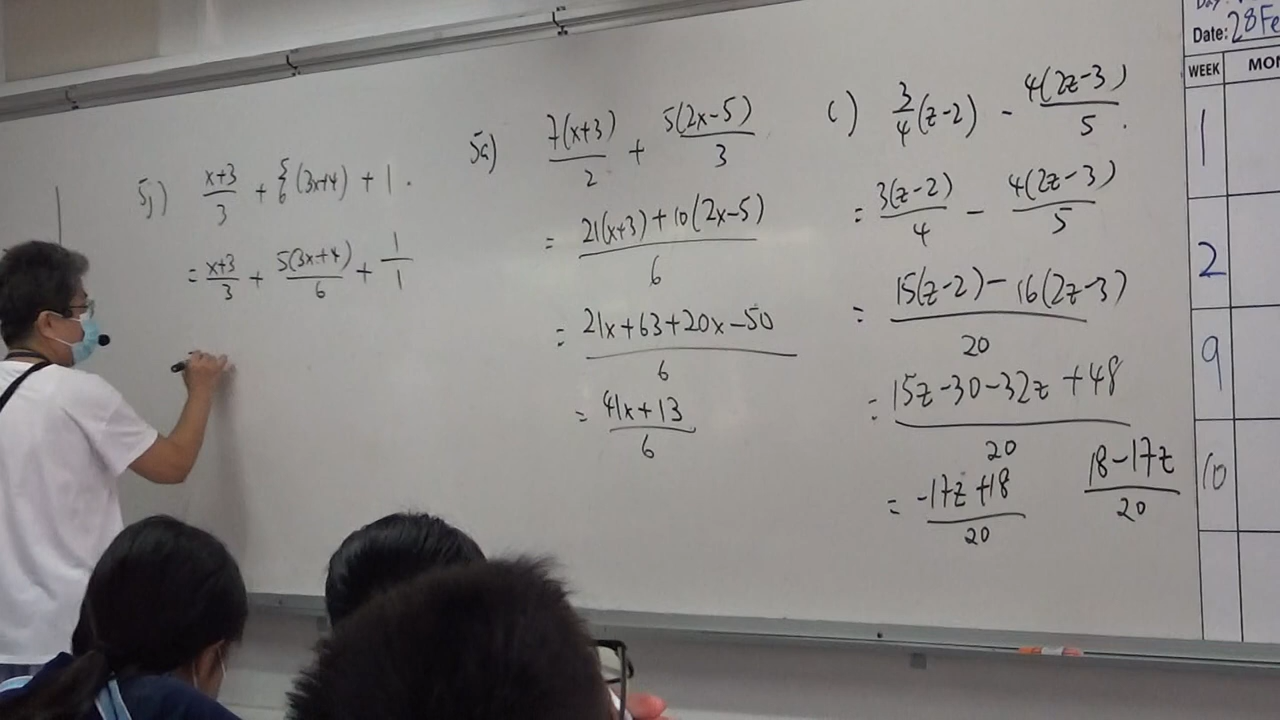 5j) x+3/3 + 5/6 (3x+4) + 1.
= x+3/3 + 5(3x+4)/6 + 1/1
5a) 7(x+3)/2 + 5(2x-5)/3
= 21(x+3)+10(2x-5)/6
= 21x+63+20x-50/6
= 41x+13/6
c) 3/4 (z-2) - 4(2z-3)/5.
= 3(z-2)/4 - 4(2z-3)/5
= 15(z-2)-16(2z-3)/20
= 15z-30-32z+48/20
= -17z+18/20 18-17z/20
Date: 28Fe
WEEK MON
1
2
9
10